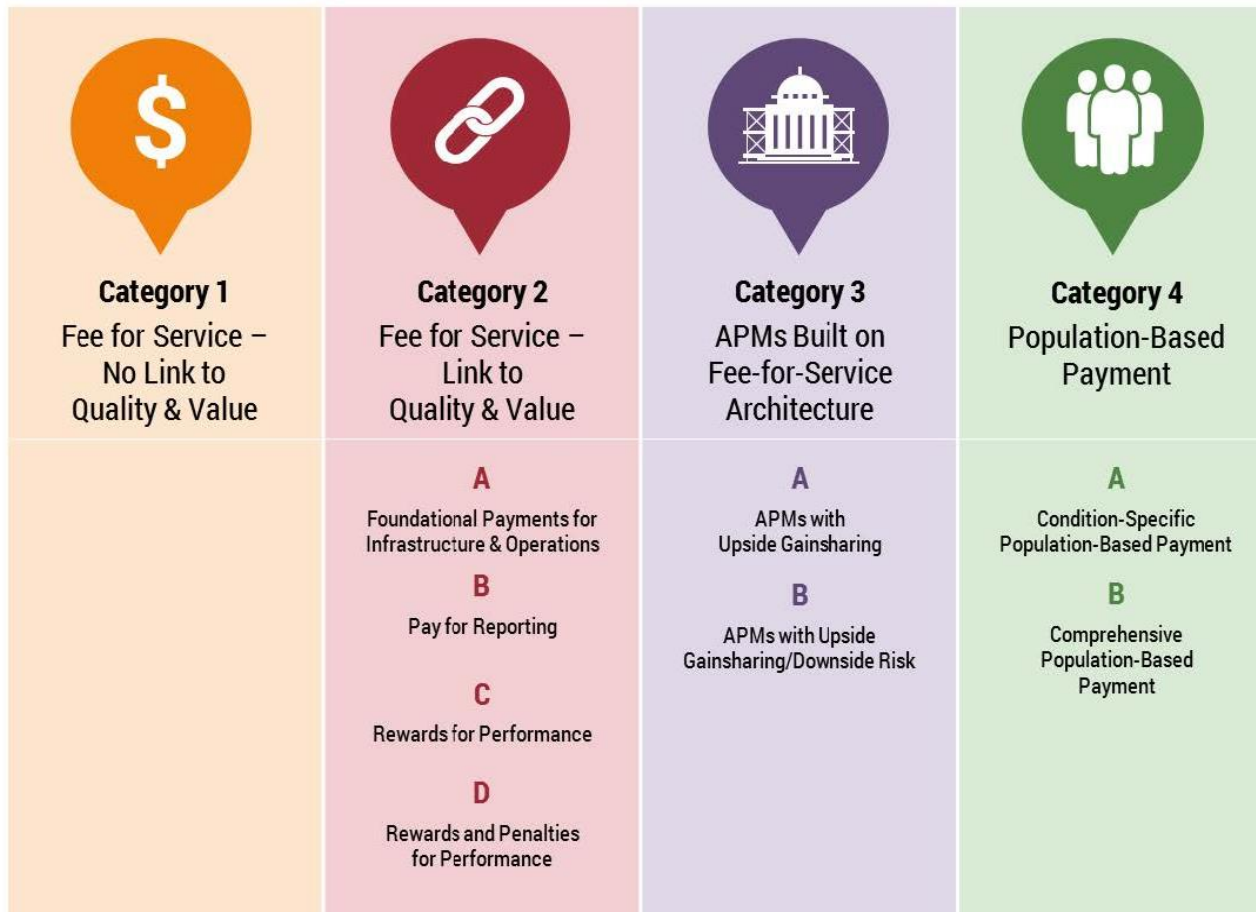 $
Category 1
Fee for Service –
No Link to
Quality & Value
Category 2
Fee for Service –
Link to
Quality & Value
A
Foundational Payments for
Infrastructure & Operations
B
Pay for Reporting
C
Rewards for Performance
D
Rewards and Penalties
for Performance
Category 3
APMs Built on
Fee-for-Service
Architecture
A
APMs with
Upside Gainsharing
B
APMs with Upside
Gainsharing/Downside Risk
Category 4
Population-Based
Payment
A
Condition-Specific
Population-Based Payment
B
Comprehensive
Population-Based
Payment